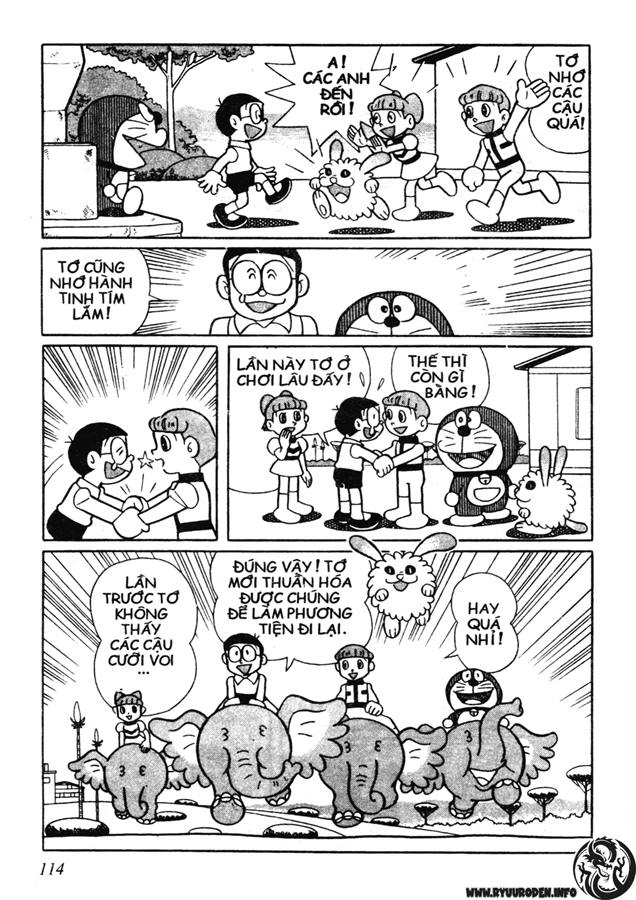 A!
CÁC ANH
ĐẾN
RỒI!
TỚ
NHỚ
CÁC
CẬU
QUÁ!
TỚ CŨNG
NHỚ HÀNH
TINH TÍM
LẮM!
LẦN NÀY TỚ Ở
CHƠI LÂU ĐẤY!
THẾ THÌ
CÒN GÌ
BẰNG!
LẦN
TRƯỚC TỚ
KHÔNG
THẤY
CÁC CẬU
CƯỠI VOI
...
ĐÚNG VẬY! TỚ
MỚI THUẦN HÓA
ĐƯỢC CHÚNG
ĐỂ LÀM PHƯƠNG
TIỆN ĐI LẠI.
HAY
QUÁ
NHỈ!
114
WWW.RYUURODEN.INFO